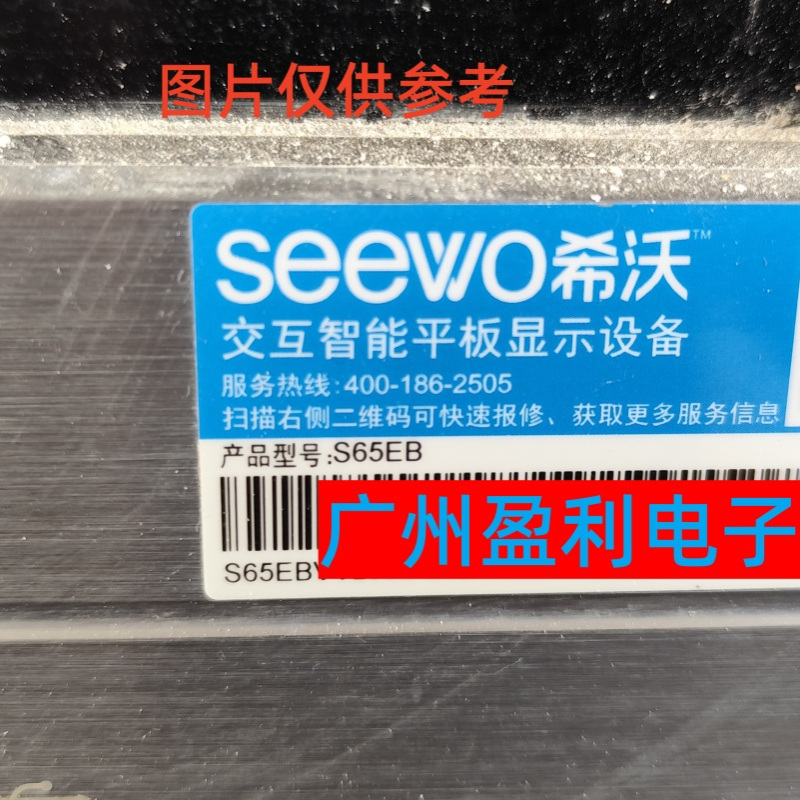 图片仅供参考
seewo希沃™
交互智能平板显示设备
服务热线:400-186-2505
扫描右侧二维码可快速报修、获取更多服务信息
产品型号:S65EB
广州盈利电子
S65EB